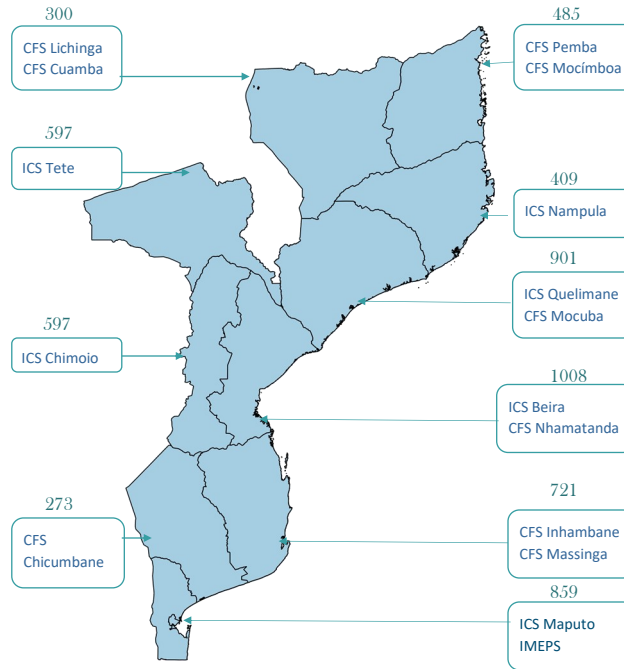 300
CFS Lichinga
CFS Cuamba
485
CFS Pemba
CFS Mocímboa
597
ICS Tete
409
ICS Nampula
901
ICS Quelimane
CFS Mocuba
597
ICS Chimoio
1008
ICS Beira
CFS Nhamatanda
273
CFS
Chicumbane
721
CFS Inhambane
CFS Massinga
859
ICS Maputo
IMEPS